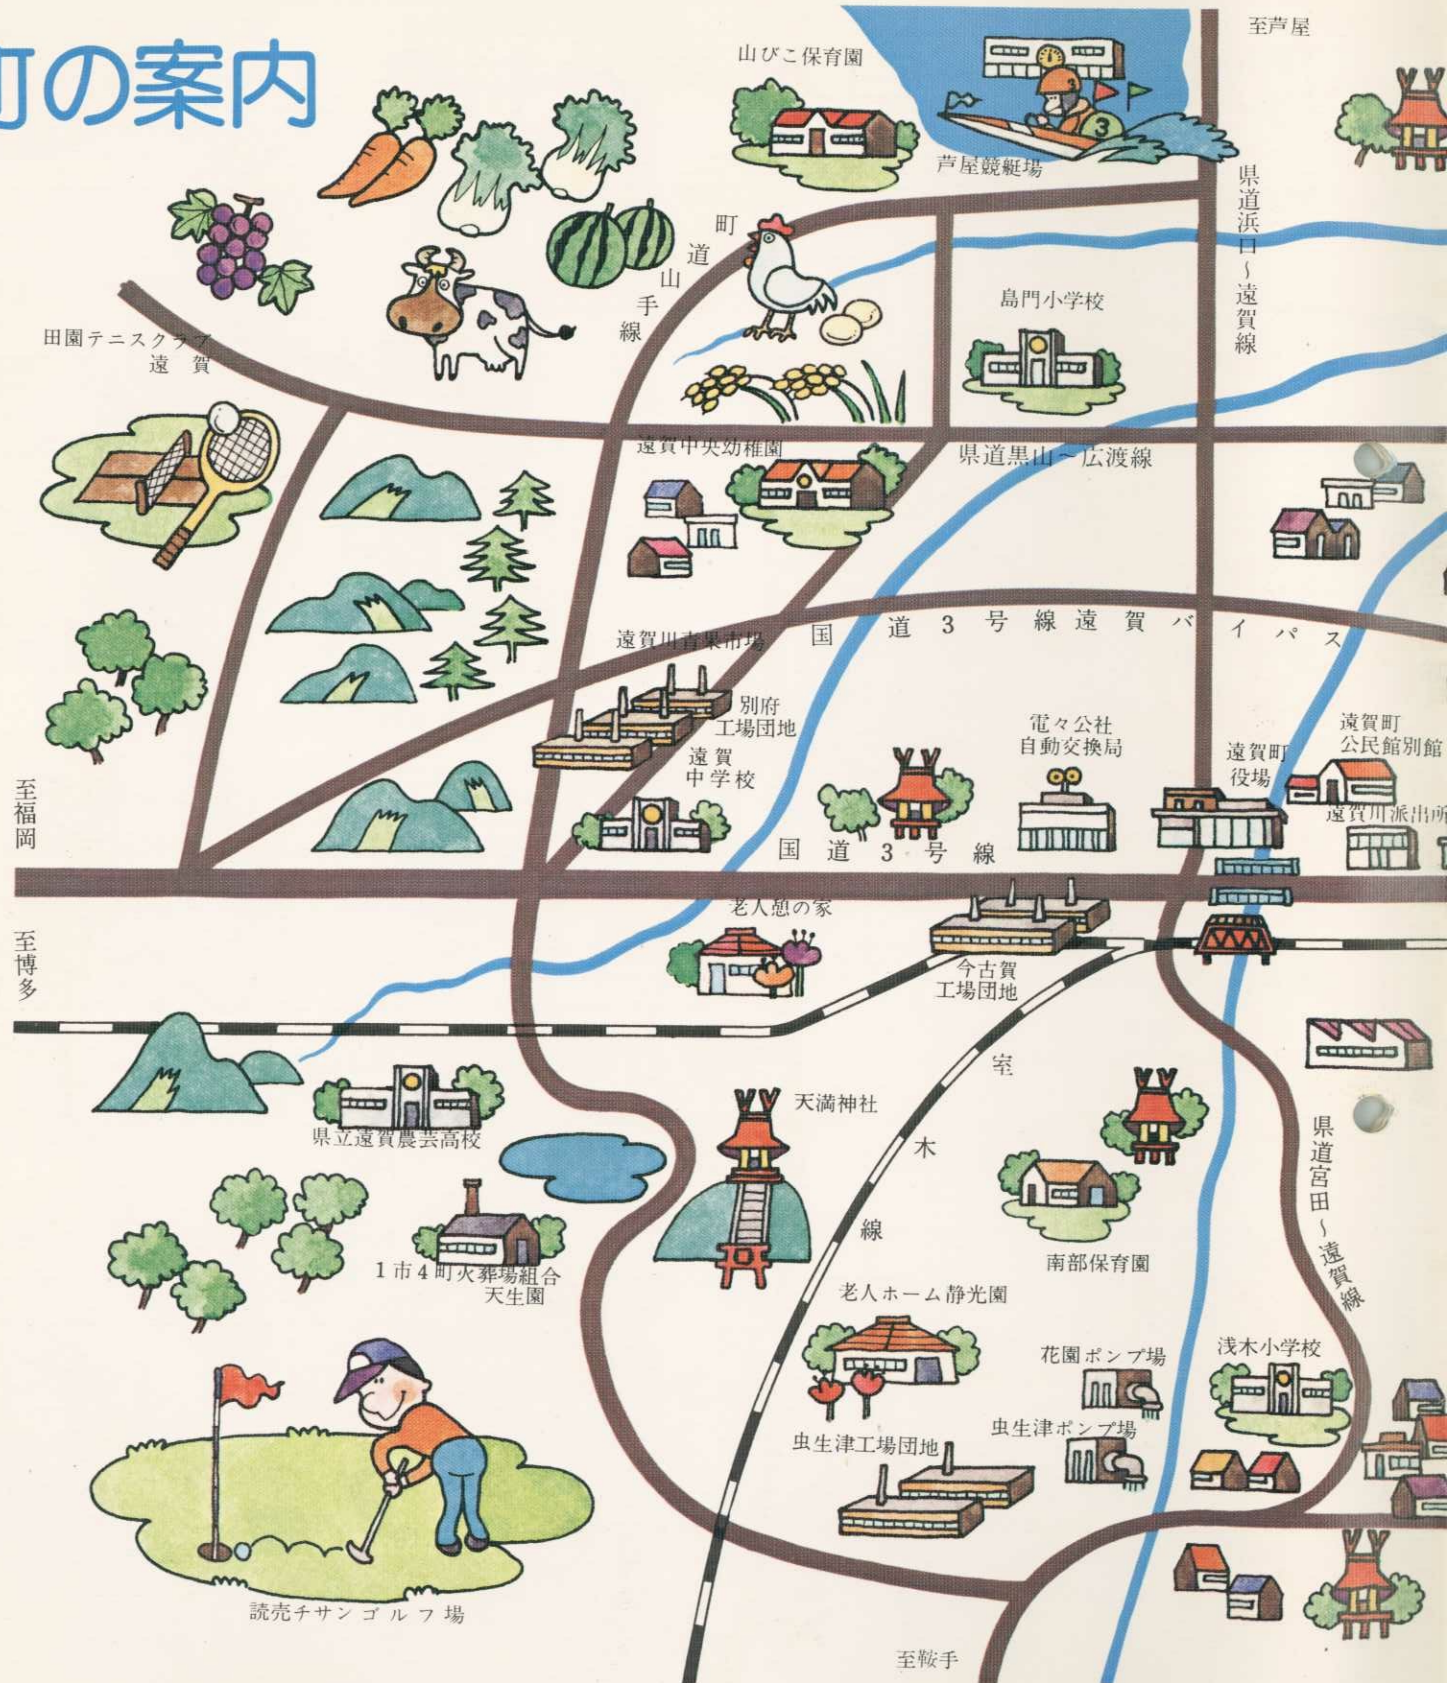 町の案内
至芦屋
山びこ保育園
芦屋競艇場
県道浜口～遠賀線
町道山手線
島門小学校
田園テニスクラブ
遠賀
遠賀中央幼稚園
県道黒山～広渡線
国道3号線遠賀バイパス
遠賀川青果市場
別府
工場団地
遠賀
中学校
電々公社
自動交換局
遠賀町
役場
遠賀町
公民館別館
遠賀川派出所
至福岡
国道3号線
老人憩の家
至博多
今古賀
工場団地
室木線
県立遠賀農芸高校
天満神社
県道宮田～遠賀線
南部保育園
1市4町火葬場組合
天生園
老人ホーム静光園
花園ポンプ場
浅木小学校
虫生津工場団地
虫生津ポンプ場
読売チサンゴルフ場
至鞍手
3